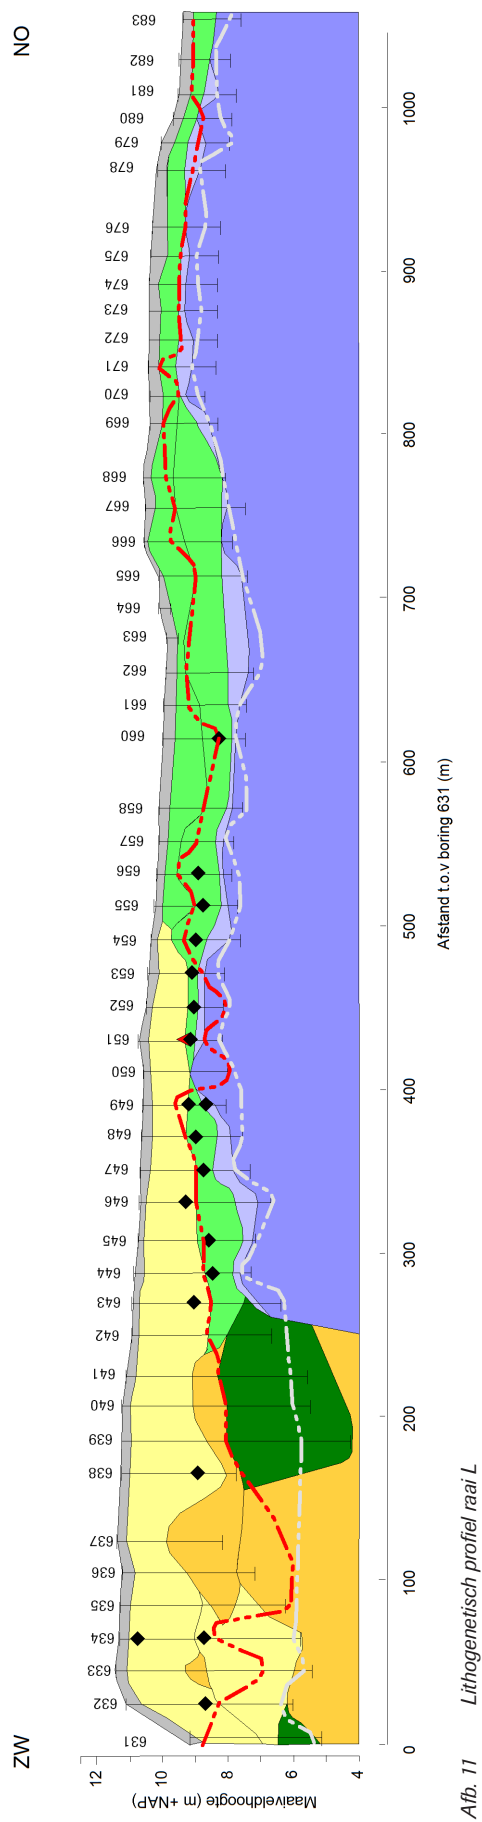 ZW NO
631 632 633 634 635 636 637 638 639 640 641 642 643 644 645 646 647 648 649 650 651 652 653 654 655 656 657 658 660 661 662 663 664 665 666 667 668 669 670 671 672 673 674 675 676 678 679 680 681 682 683
Maaiveldhoogte (m +NAP)
12
10
8
6
4
0 100 200 300 400 500 600 700 800 900 1000
Afstand t.o.v boring 631 (m)
Afb. 11 Lithogenetisch profiel raai L